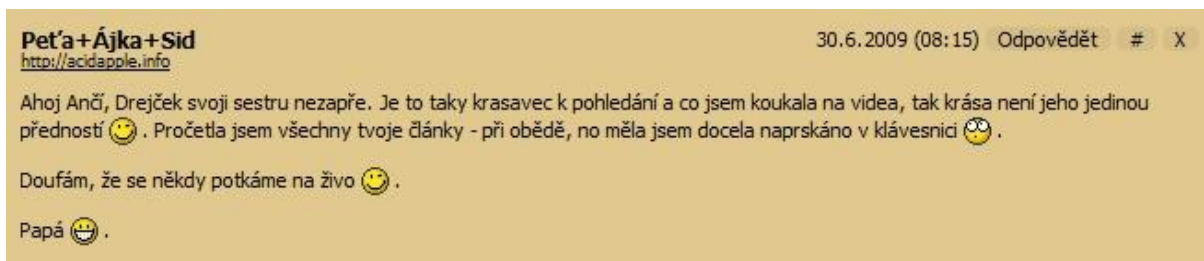 Peťa+Ájka+Sid 30.6.2009 (08:15) Odpovědět # X
http://acidapple.info
Ahoj Ančí, Drejček svoji sestru nezapře. Je to taky krasavec k pohledání a co jsem koukala na videa, tak krása není jeho jedinou
předností . Pročetla jsem všechny tvoje články - při obědě, no měla jsem docela naprskáno v klávesnici .
Doufám, že se někdy potkáme na živo .
Papá .